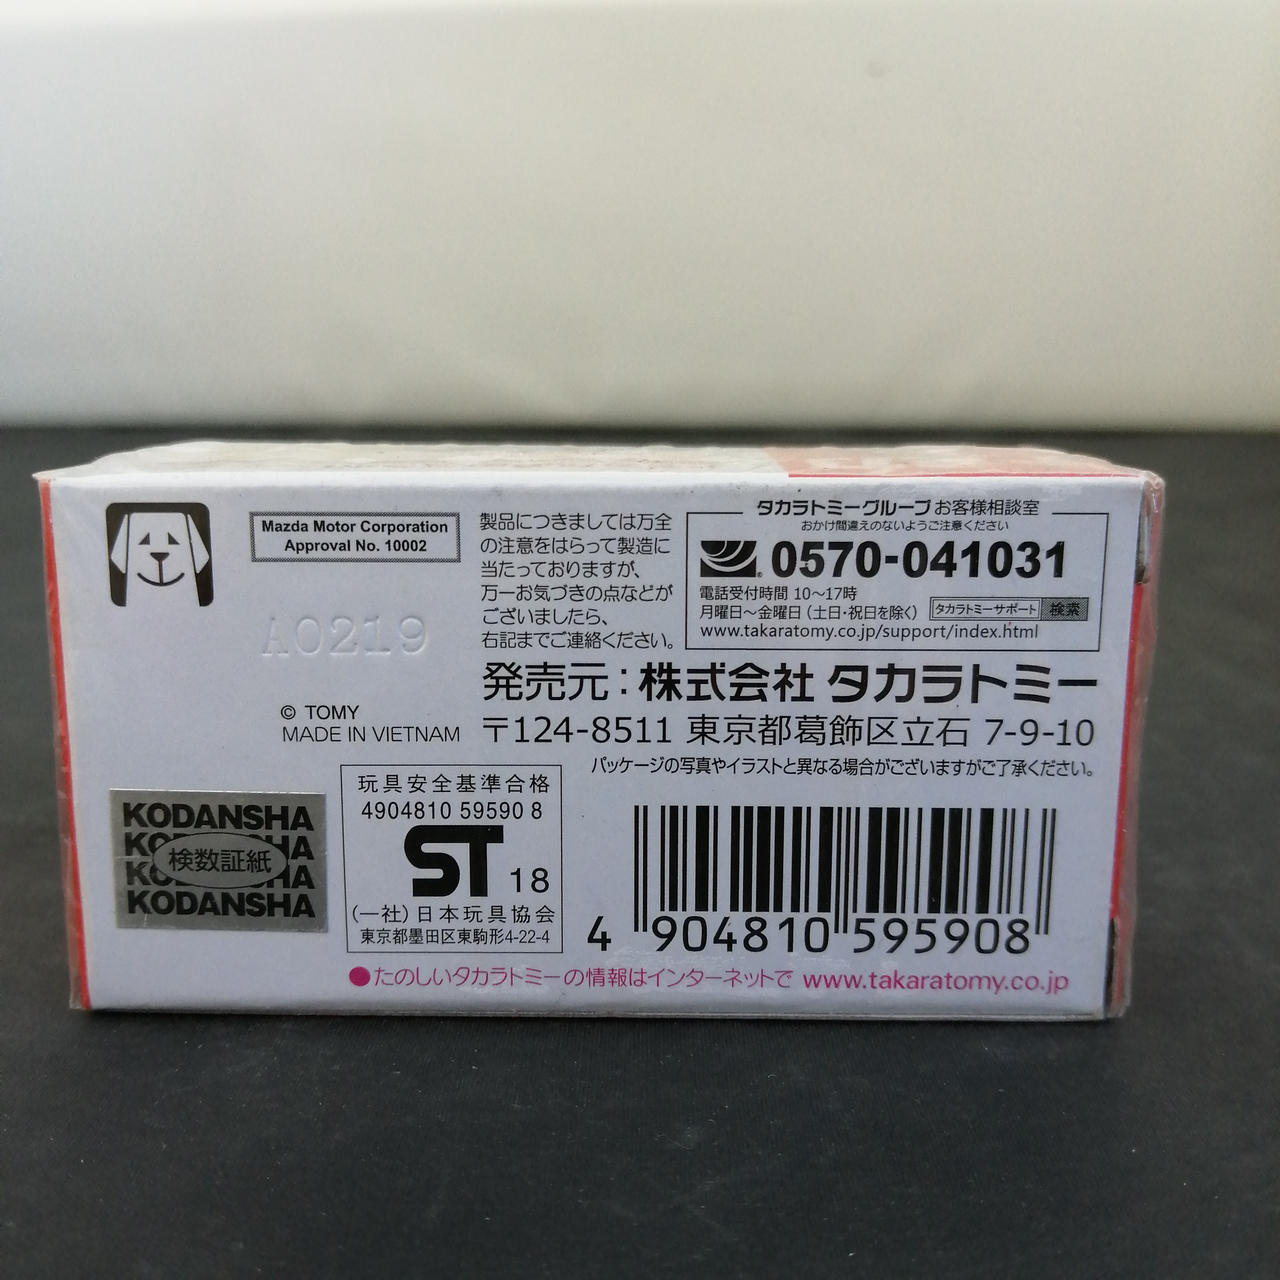 Mazda Motor Corporation
Approval No. 10002
A0219
© TOMY
MADE IN VIETNAM
製品につきましては万全
の注意をはらって製造に
当たっておりますが、
万一お気づきの点などが
ございましたら、
右記までご連絡ください。
タカラトミーグループお客様相談室
おかけ間違えのないようご注意ください
0570-041031
電話受付時間 10〜17時
月曜日〜金曜日（土日・祝日を除く） タカラトミーサポート 検索
www.takaratomy.co.jp/support/index.html
発売元：株式会社 タカラトミー
〒124-8511 東京都葛飾区立石 7-9-10
パッケージの写真やイラストと異なる場合がございますがご了承ください。
KODANSHA
KODANSHA
検数証紙
KODANSHA
KODANSHA
玩具安全基準合格
4904810 59590 8
ST 18
（一社）日本玩具協会
東京都墨田区東駒形4-22-4
4 904810 595908
●たのしいタカラトミーの情報はインターネットで www.takaratomy.co.jp